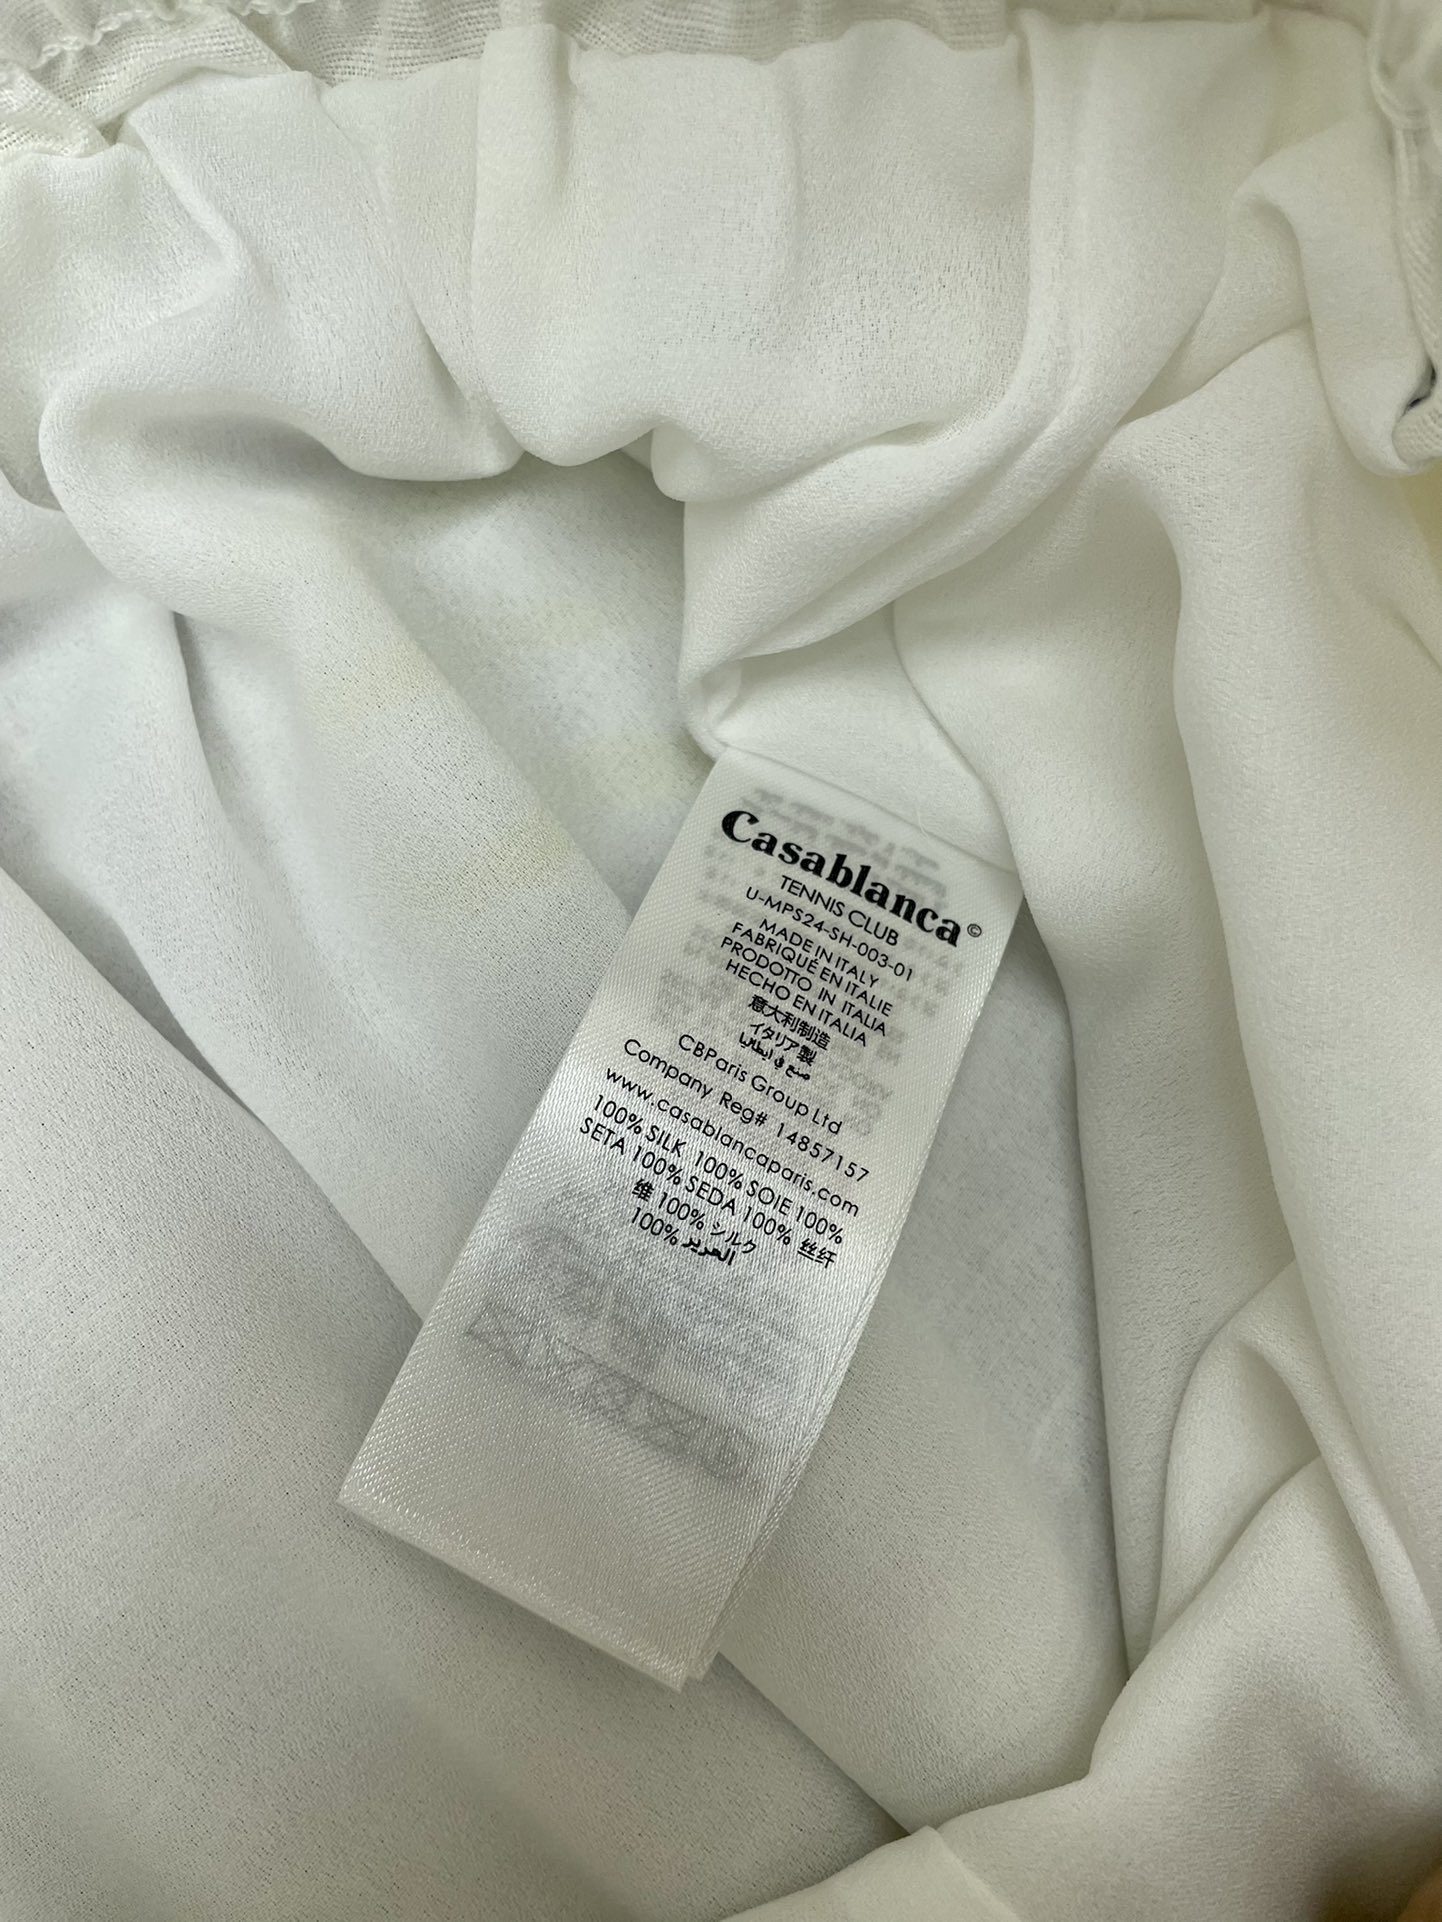 Casablanca©
TENNIS CLUB
U-MPS24-SH-003-01
MADE IN ITALY
FABRIQUÉ EN ITALIE
PRODOTTO IN ITALIA
HECHO EN ITALIA
意大利制造
イタリア製
صنع في ايطاليا
CBParis Group Ltd
Company Reg# 14857157
www.casablancaparis.com
100% SILK 100% SOIE 100%
SETA 100% SEDA 100% 丝纤
维 100% シルク
100% الحرير